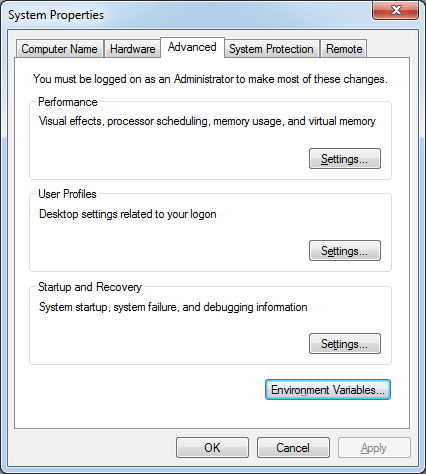 System Properties
Computer Name Hardware Advanced System Protection Remote
You must be logged on as an Administrator to make most of these changes.
Performance
Visual effects, processor scheduling, memory usage, and virtual memory
Settings...
User Profiles
Desktop settings related to your logon
Settings...
Startup and Recovery
System startup, system failure, and debugging information
Settings...
Environment Variables...
OK Cancel Apply